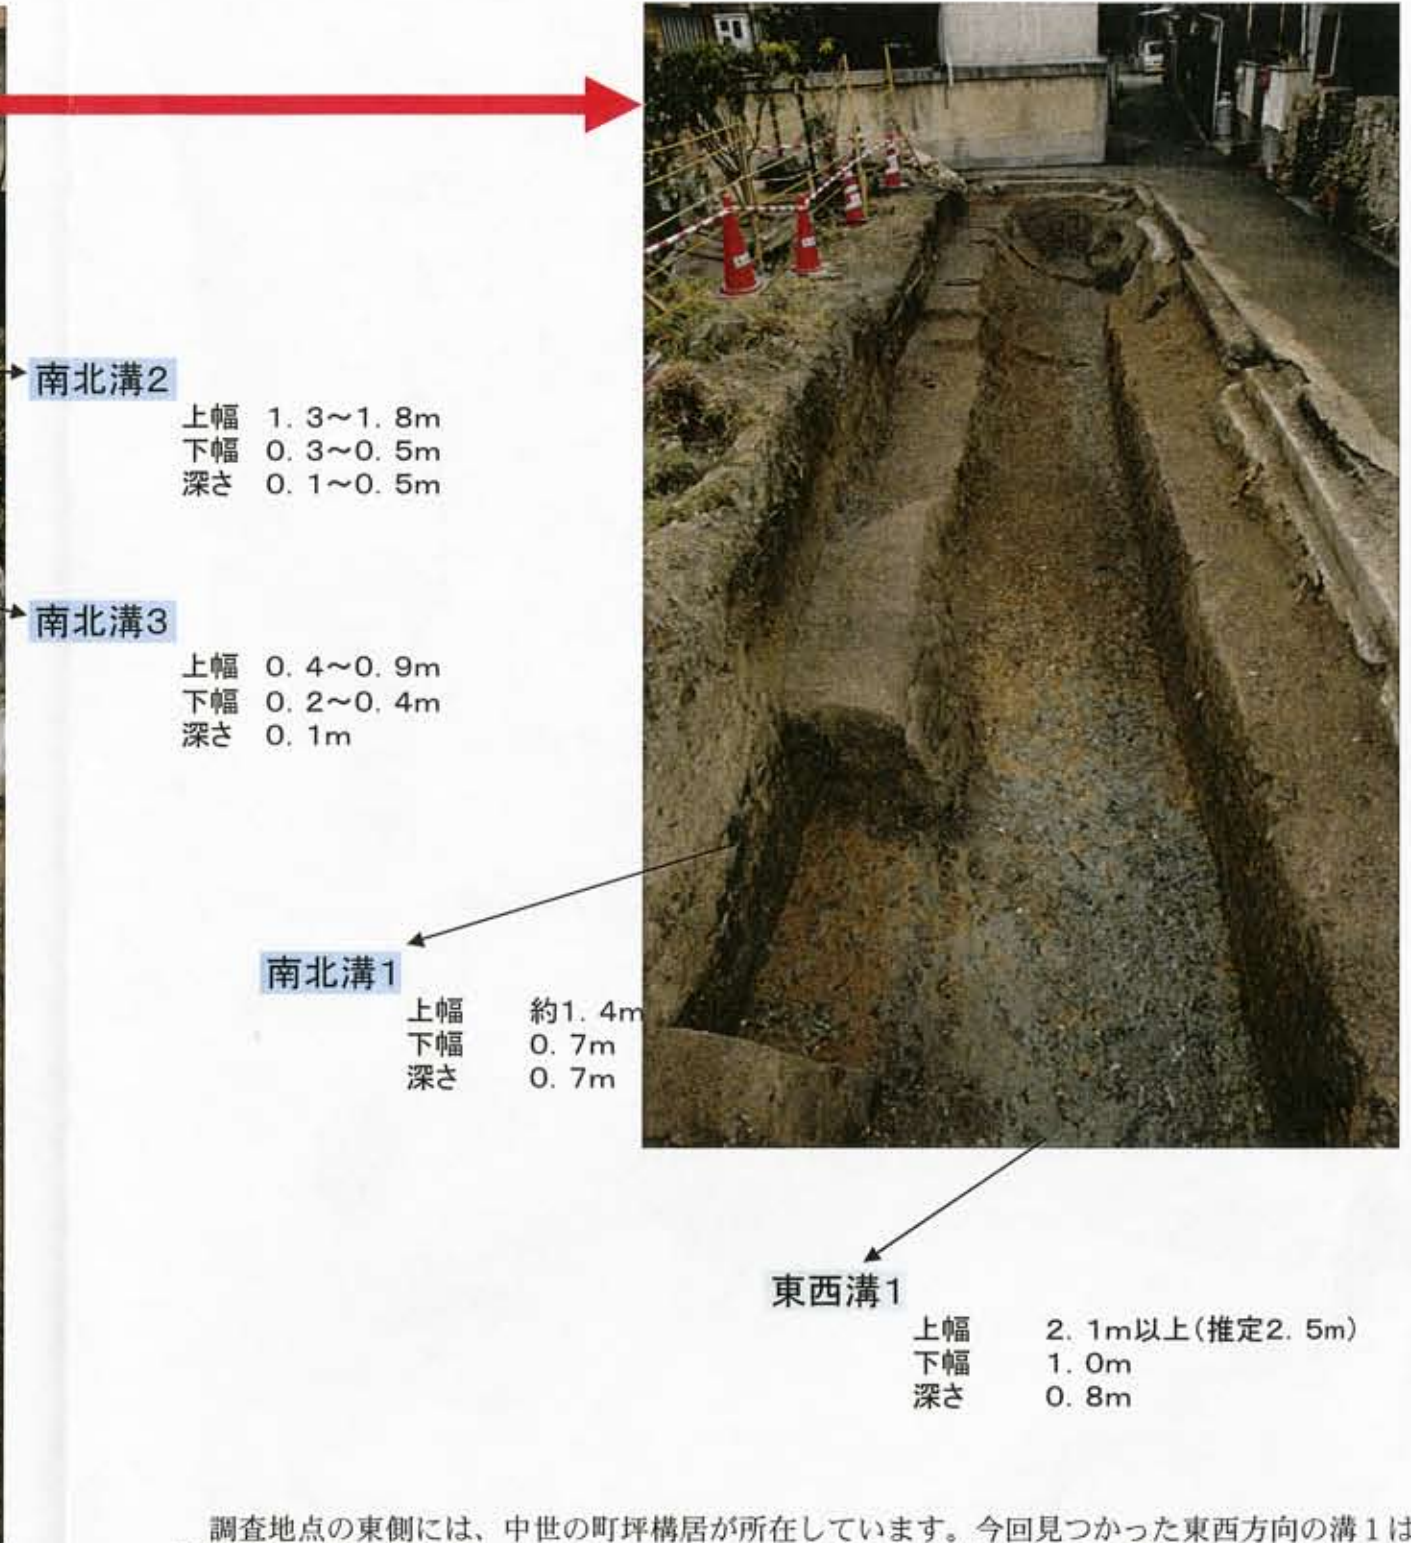 南北溝2
上幅 1.3～1.8m
下幅 0.3～0.5m
深さ 0.1～0.5m
南北溝3
上幅 0.4～0.9m
下幅 0.2～0.4m
深さ 0.1m
南北溝1
上幅 約1.4m
下幅 0.7m
深さ 0.7m
東西溝1
上幅 2.1m以上(推定2.5m)
下幅 1.0m
深さ 0.8m
調査地点の東側には、中世の町坪構居が所在しています。今回見つかった東西方向の溝1は